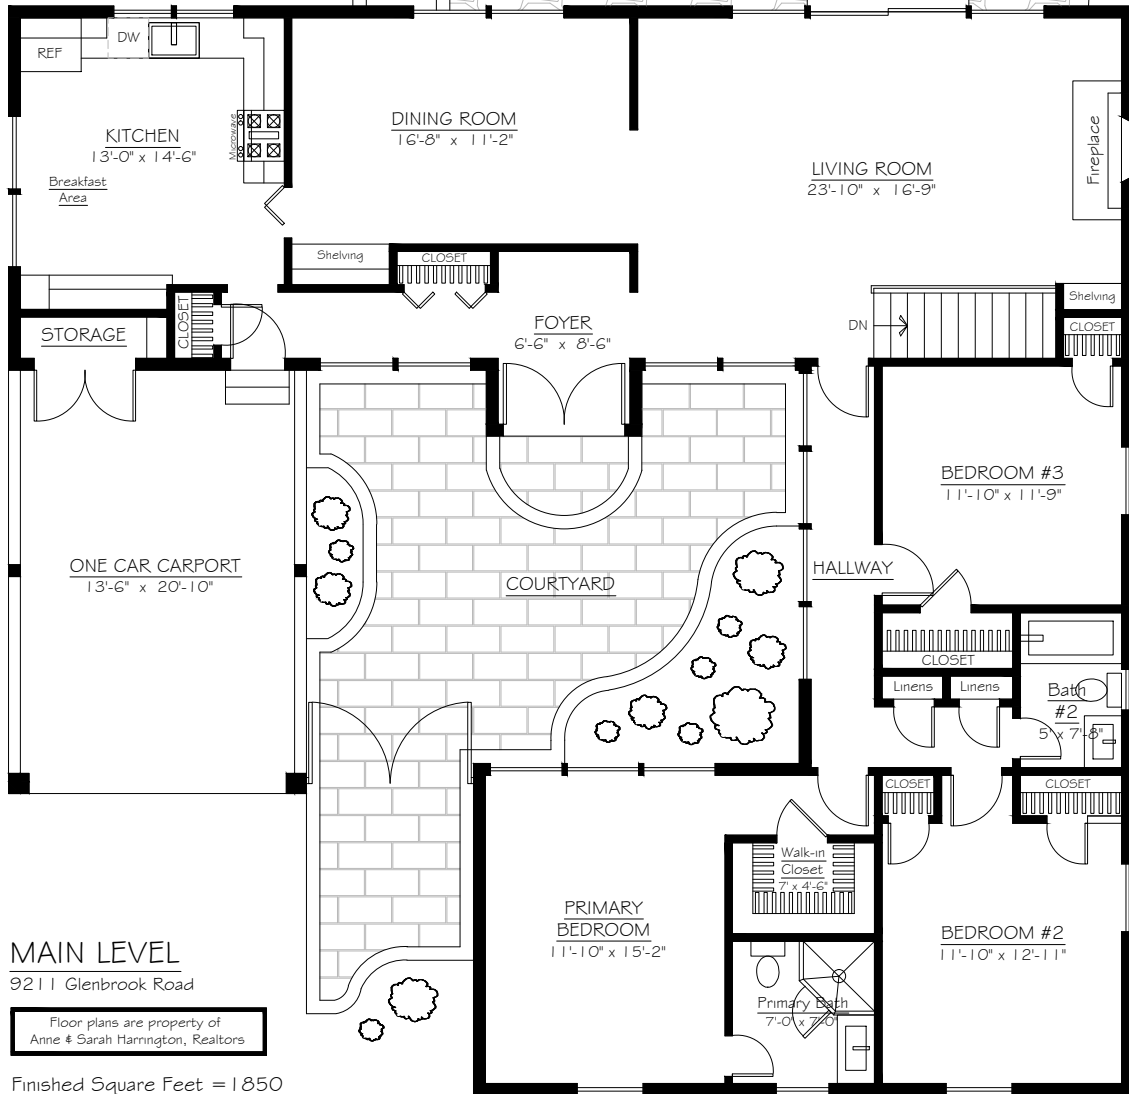 DW
REF
KITCHEN
13'-0" x 14'-6"
Microwave
Breakfast
Area
DINING ROOM
16'-8" x 11'-2"
LIVING ROOM
23'-10" x 16'-9"
Fireplace
Shelving
CLOSET
STORAGE
CLOSET
FOYER
6'-6" x 8'-6"
DN
Shelving
CLOSET
BEDROOM #3
11'-10" x 11'-9"
ONE CAR CARPORT
13'-6" x 20'-10"
COURTYARD
HALLWAY
CLOSET
Linens
Linens
Bath
#2
5' x 7'-8"
CLOSET
CLOSET
Walk-in
Closet
7' x 4'-6"
PRIMARY
BEDROOM
11'-10" x 15'-2"
BEDROOM #2
11'-10" x 12'-11"
Primary Bath
7'-0" x 7'-0"
MAIN LEVEL
9211 Glenbrook Road
Floor plans are property of
Anne & Sarah Harrington, Realtors
Finished Square Feet =1850